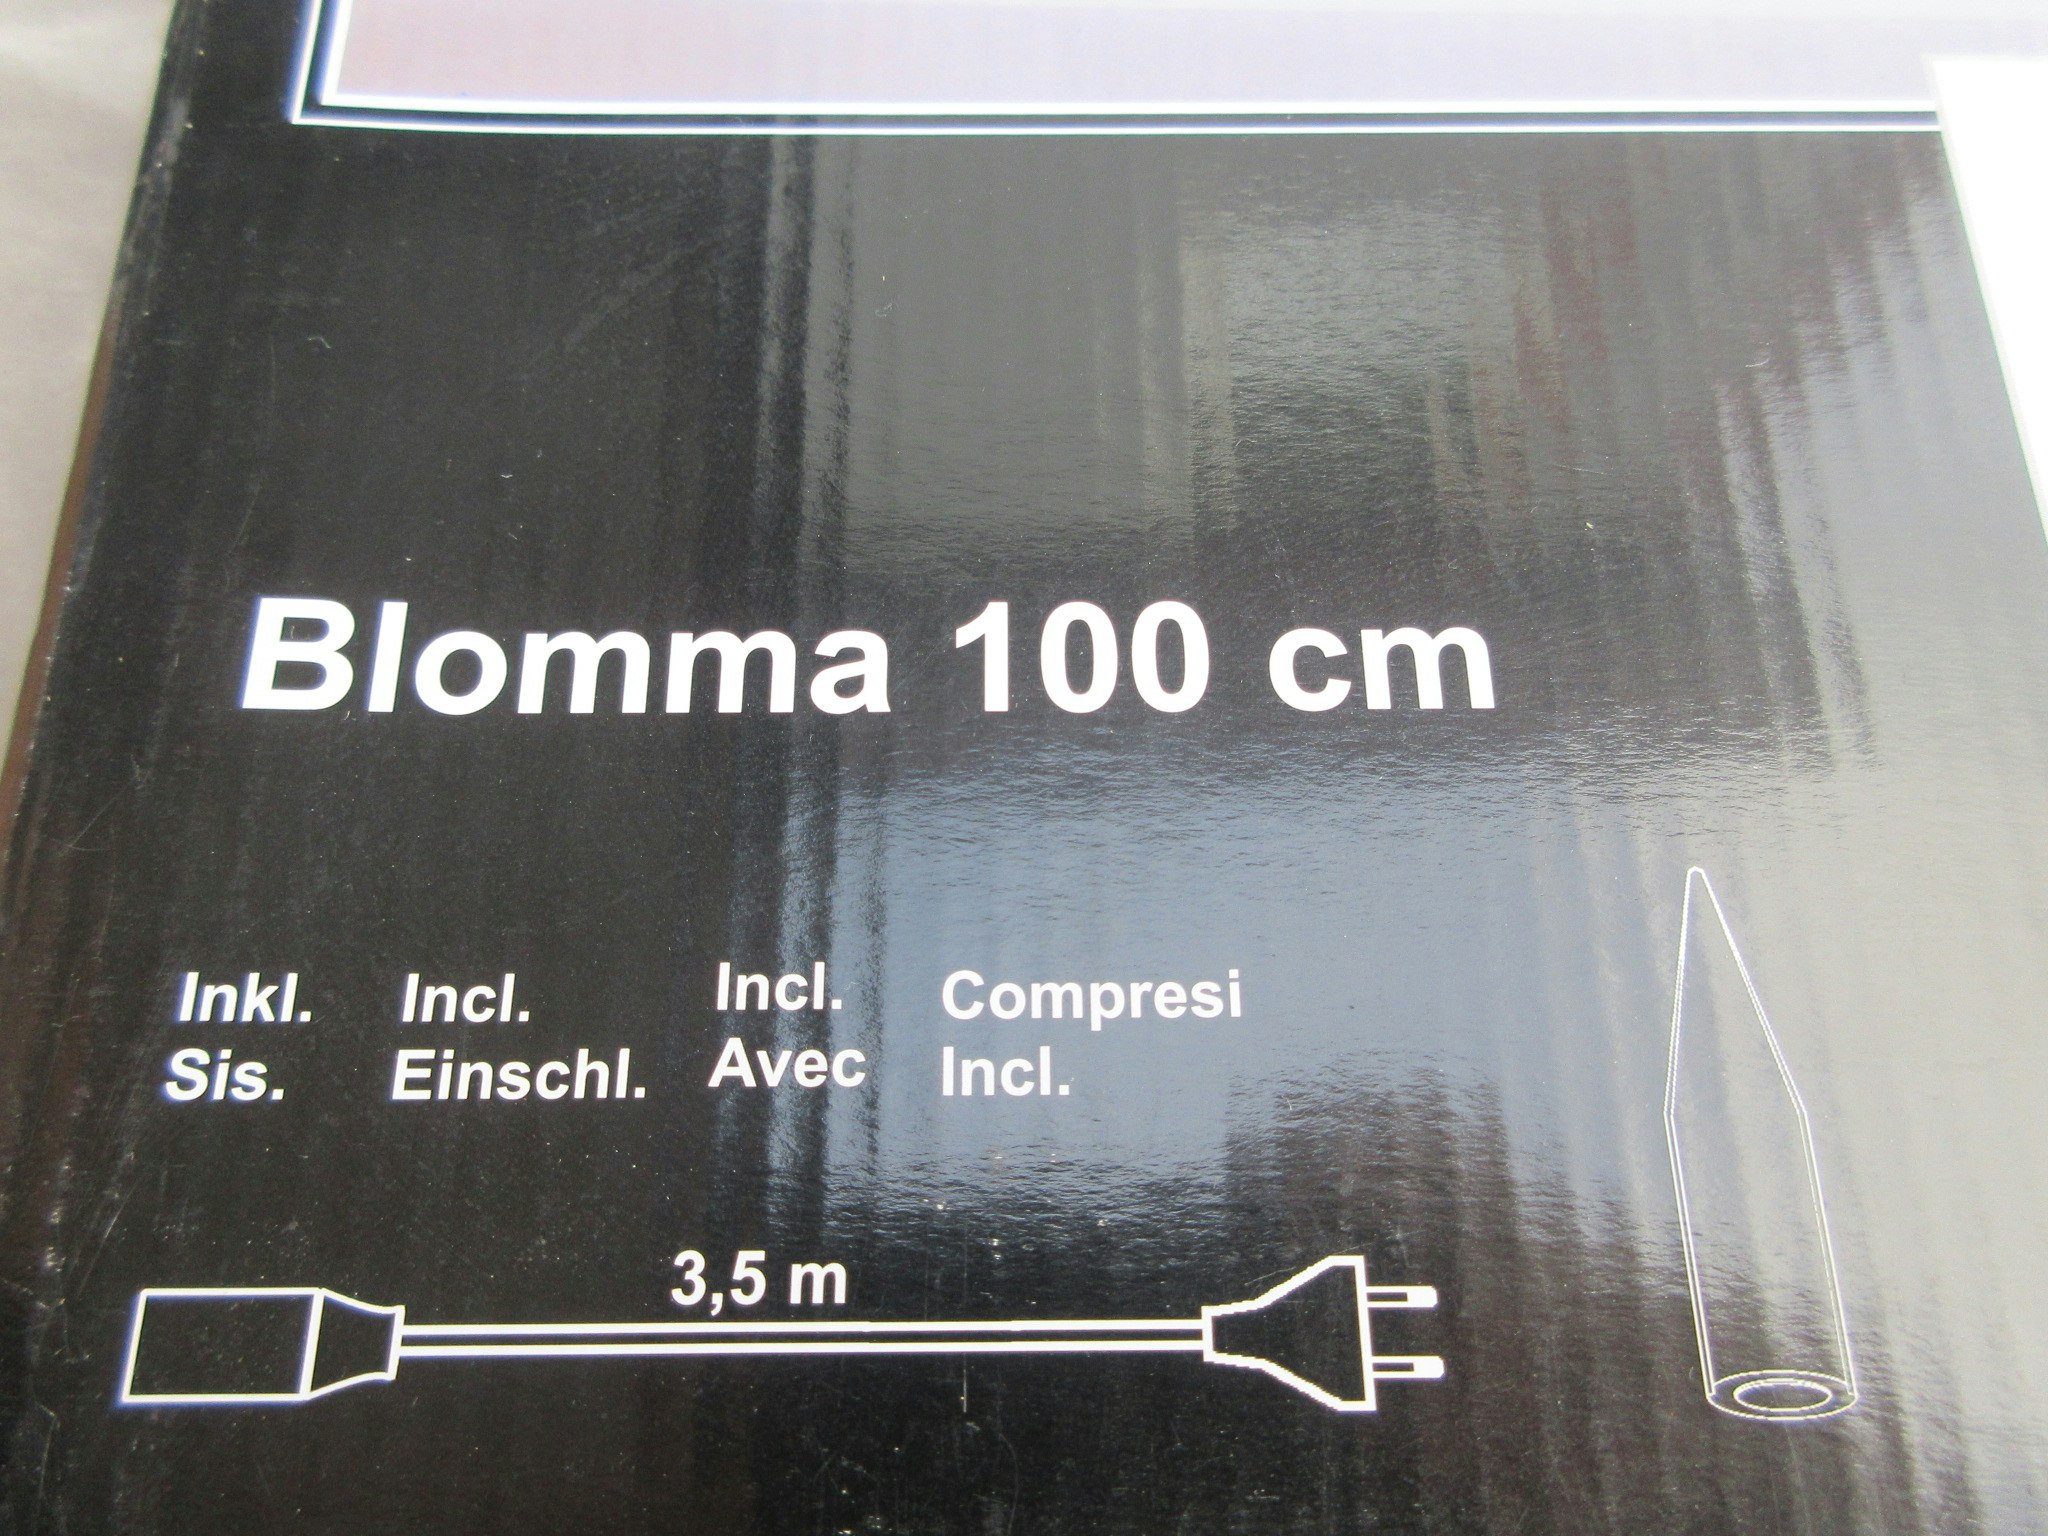 Blomma 100 cm
Inkl. Incl. Incl. Compresi
Sis. Einschl. Avec Incl.
3,5 m